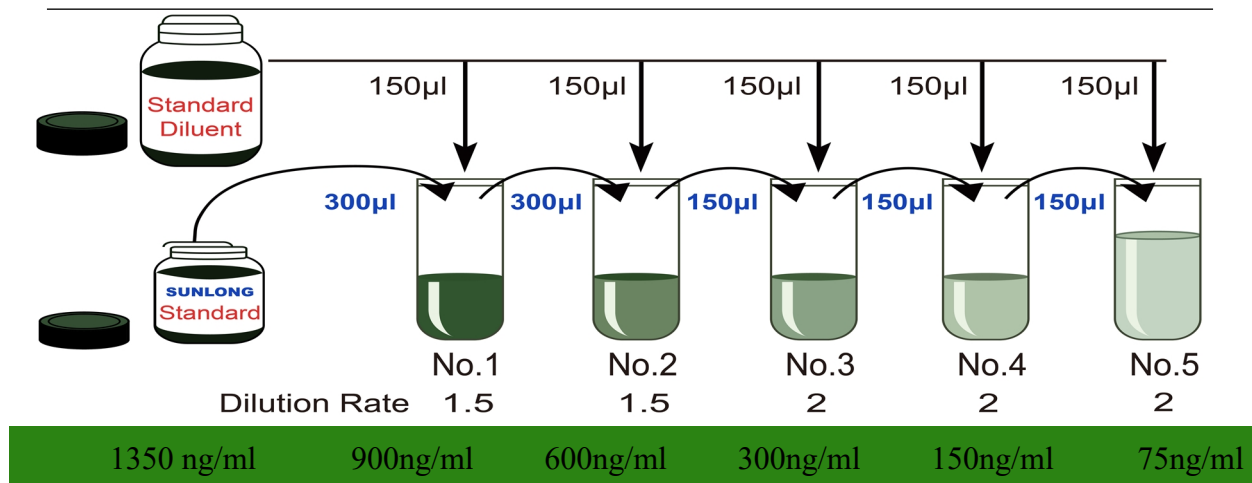 150µl 150µl 150µl 150µl 150µl
Standard
Diluent
300µl 300µl 150µl 150µl 150µl
SUNLONG
Standard
No.1 No.2 No.3 No.4 No.5
Dilution Rate 1.5 1.5 2 2 2
1350 ng/ml 900ng/ml 600ng/ml 300ng/ml 150ng/ml 75ng/ml